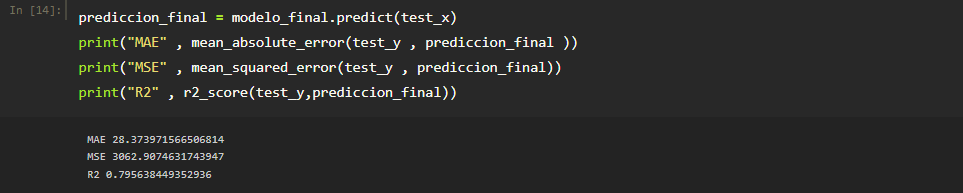 In [14]:
prediccion_final = modelo_final.predict(test_x)
print("MAE" , mean_absolute_error(test_y , prediccion_final ))
print("MSE" , mean_squared_error(test_y , prediccion_final))
print("R2" , r2_score(test_y,prediccion_final))
MAE 28.373971566506814
MSE 3062.9074631743947
R2 0.795638449352936